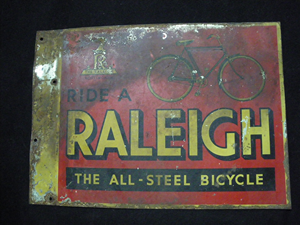 RIDE A
RALEIGH
THE ALL-STEEL BICYCLE